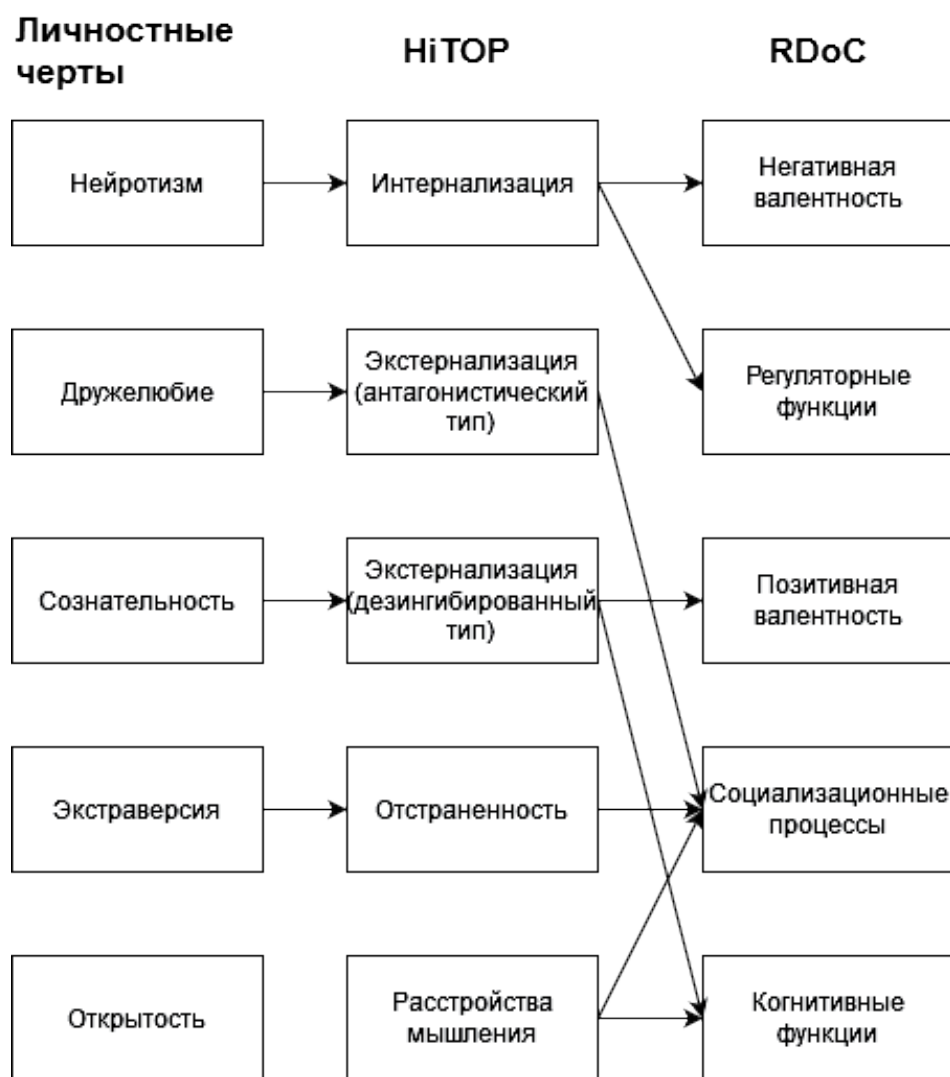 Личностные
черты
HiTOP
RDoC
Нейротизм
Интернализация
Негативная
валентность
Дружелюбие
Экстернализация
(антагонистический
тип)
Регуляторные
функции
Сознательность
Экстернализация
(дезингибированный
тип)
Позитивная
валентность
Экстраверсия
Отстраненность
Социализационные
процессы
Открытость
Расстройства
мышления
Когнитивные
функции